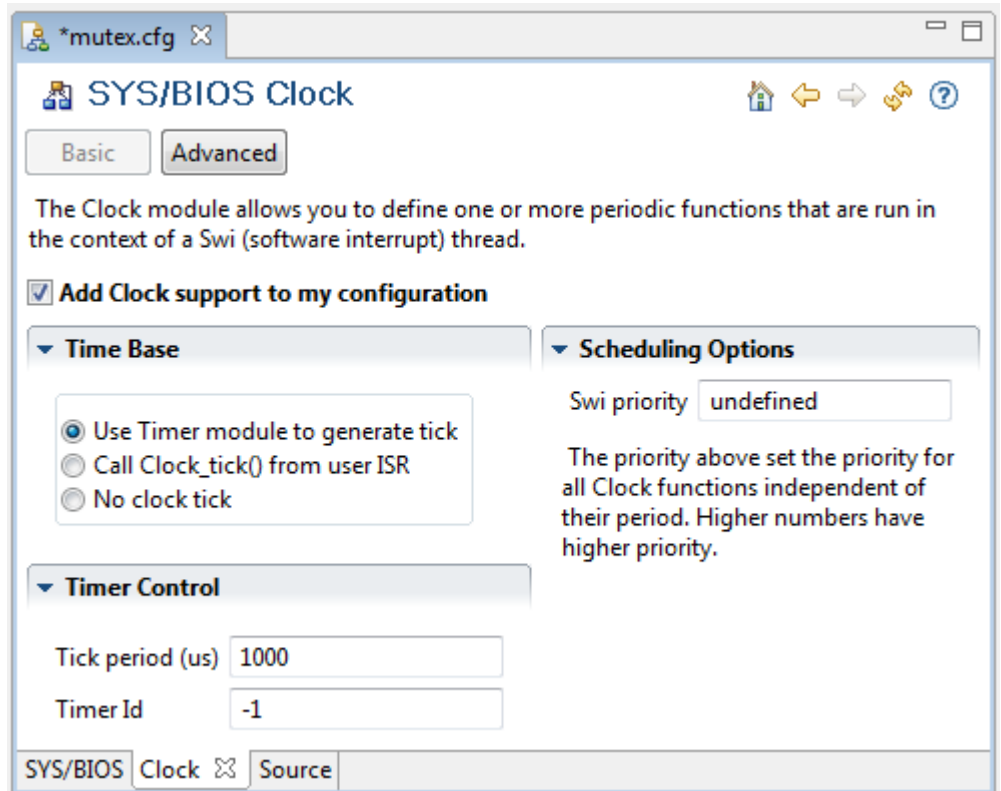 *mutex.cfg
SYS/BIOS Clock
Basic
Advanced
The Clock module allows you to define one or more periodic functions that are run in
the context of a Swi (software interrupt) thread.
Add Clock support to my configuration
Time Base
Use Timer module to generate tick
Call Clock_tick() from user ISR
No clock tick
Scheduling Options
Swi priority undefined
The priority above set the priority for
all Clock functions independent of
their period. Higher numbers have
higher priority.
Timer Control
Tick period (us) 1000
Timer Id -1
SYS/BIOS Clock Source